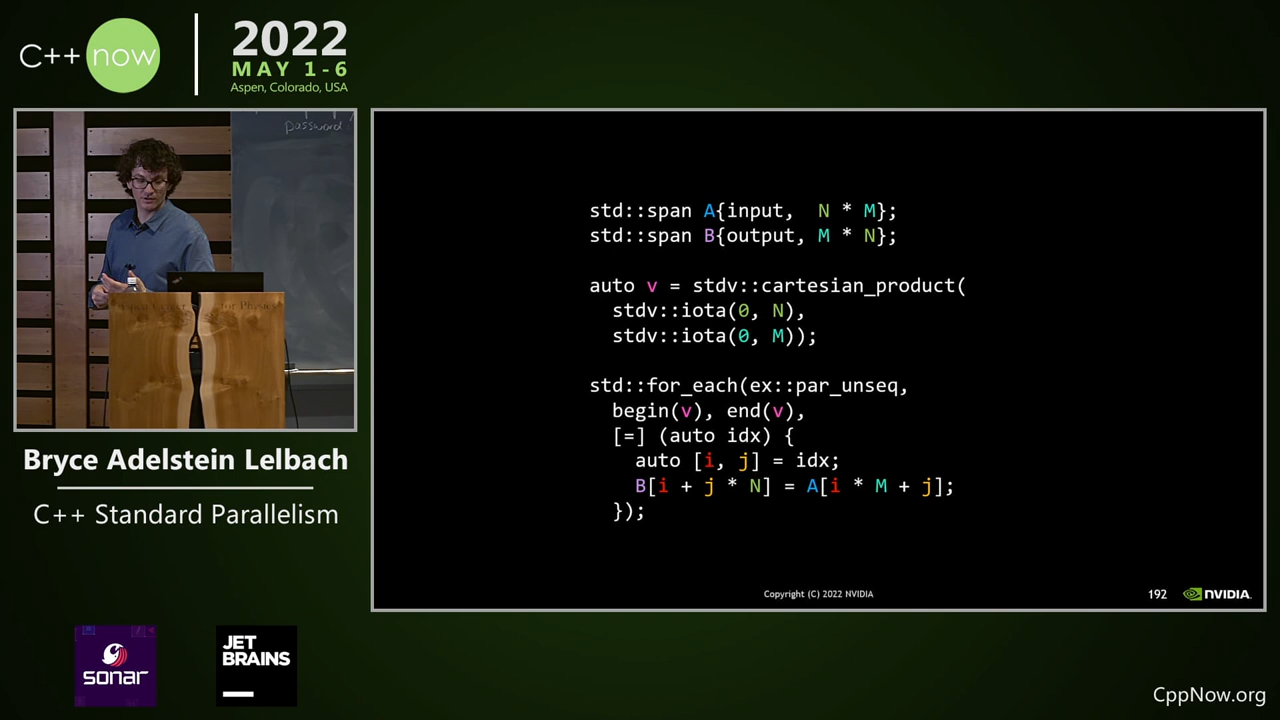 C++ now
2022
MAY 1-6
Aspen, Colorado, USA
password
std::span A{input,  N * M};
std::span B{output, M * N};
auto v = stdv::cartesian_product(
  stdv::iota(0, N),
  stdv::iota(0, M));
std::for_each(ex::par_unseq,
  begin(v), end(v),
  [=] (auto idx) {
    auto [i, j] = idx;
    B[i + j * N] = A[i * M + j];
  });
Copyright (C) 2022 NVIDIA
192
NVIDIA.
Bryce Adelstein Lelbach
C++ Standard Parallelism
sonar
JET
BRAINS
CppNow.org